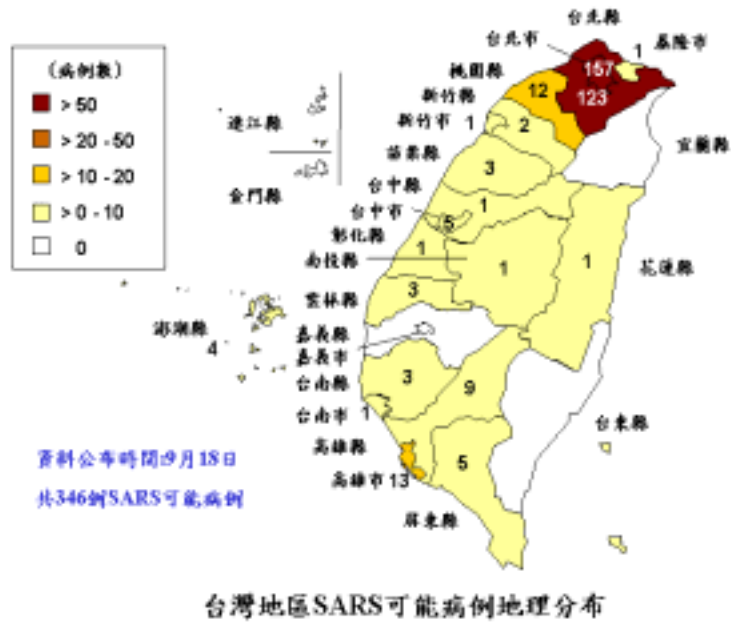 台北縣
台北市
1
基隆市
(病例數)
桃園縣
157
> 50
12
123
新竹縣
> 20 - 50
連江縣
新竹市 1
2
宜蘭縣
> 10 - 20
苗栗縣
3
金門縣
台中縣
1
> 0 - 10
台中市
5
彰化縣
0
1
南投縣
1
1
花蓮縣
雲林縣
3
澎湖縣
4
嘉義縣
嘉義市
台南縣
3
9
台南市 1
台東縣
高雄縣
資料公布時間:9月18日
5
高雄市 13
共346例SARS可能病例
屏東縣
台灣地區SARS可能病例地理分布